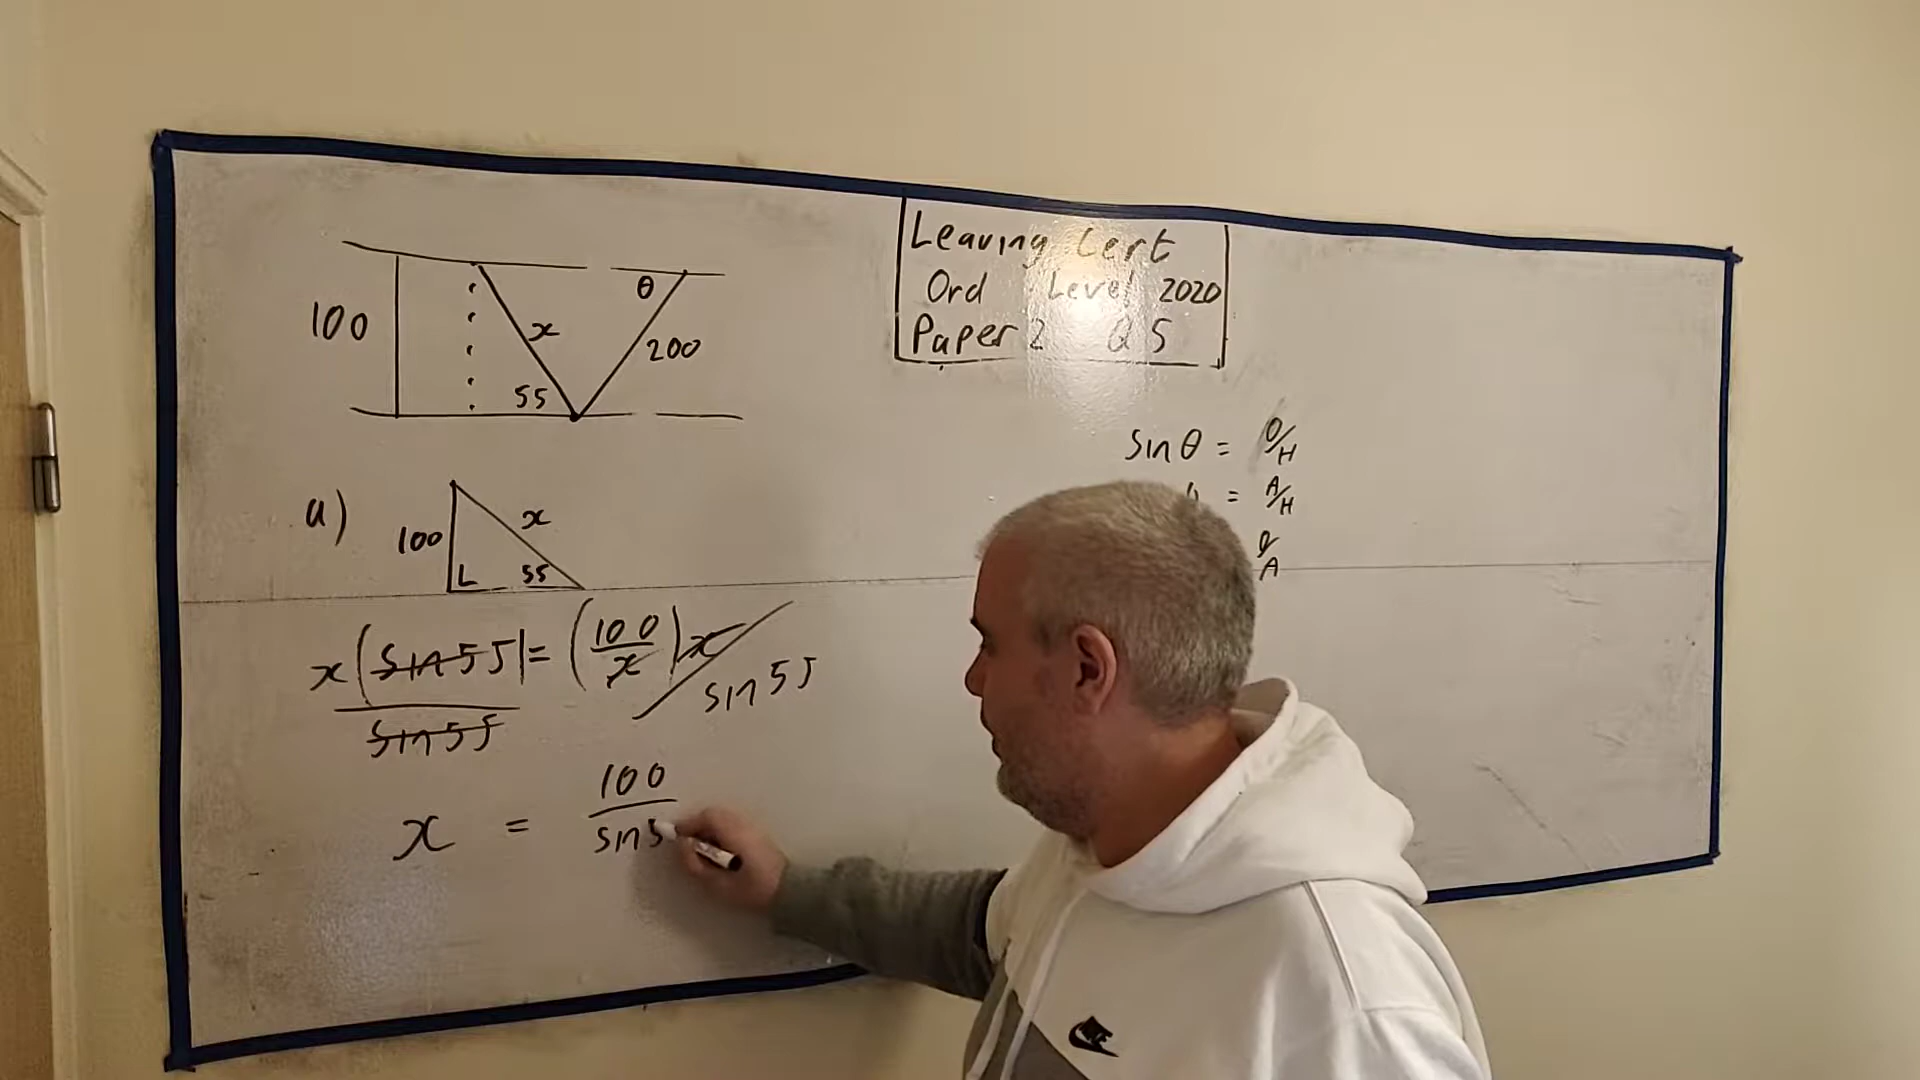 Leaving Cert
Ord Level 2020
Paper 2 Q5
100
x
θ
200
55
sin θ = O/H
= A/H
O/A
a)
100
x
55
x(sin 55) = (100/x)x
sin 55
sin 55
x = 100/sin 5